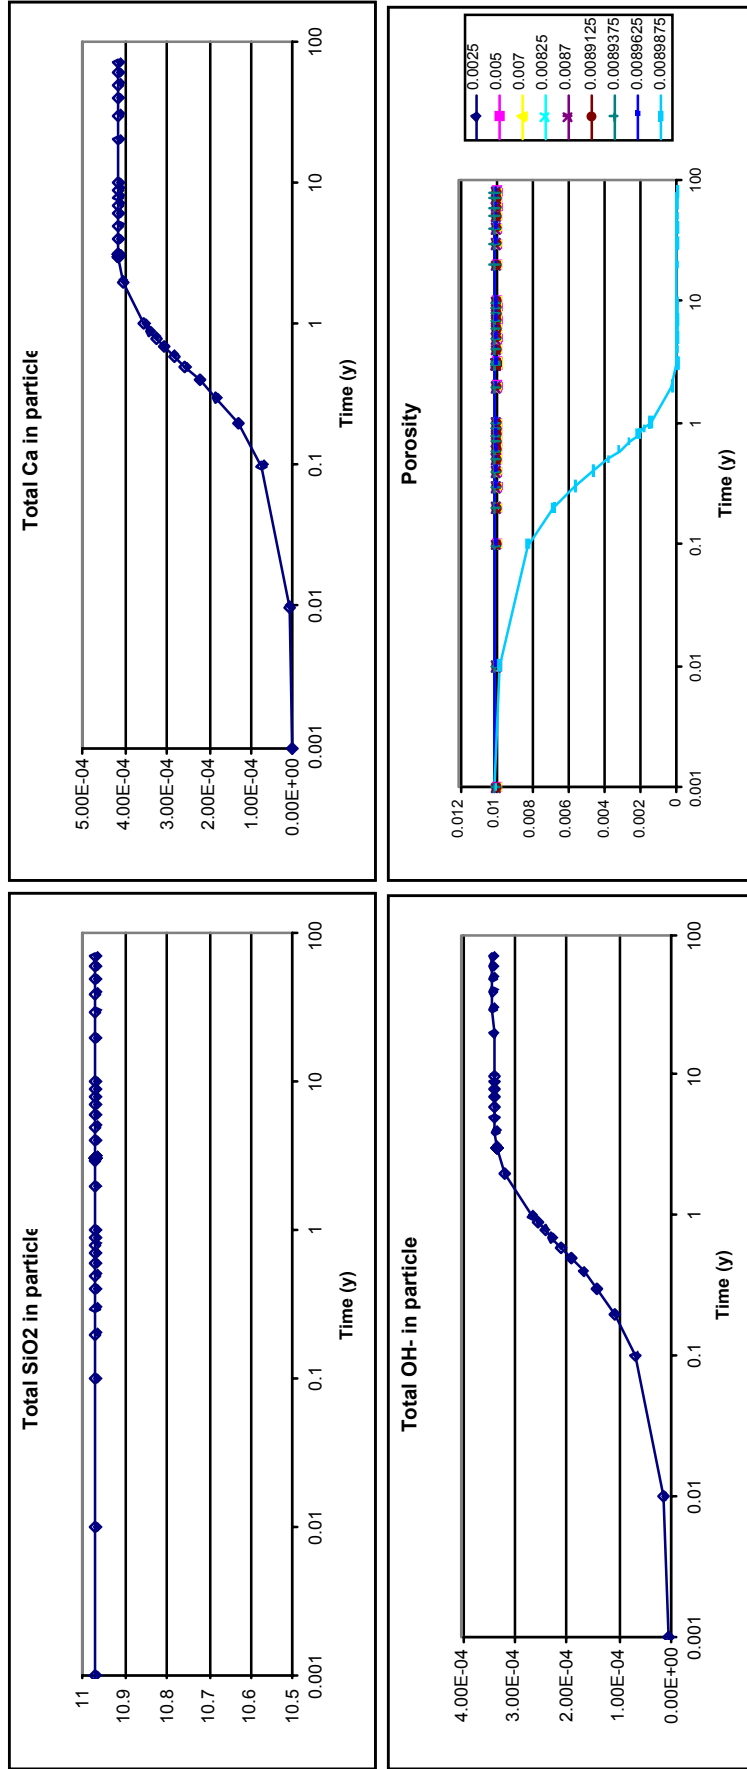 Total SiO2 in particle
11
10.9
10.8
10.7
10.6
10.5
0.001 0.01 0.1 1 10 100
Time (y)
Total Ca in particle
5.00E-04
4.00E-04
3.00E-04
2.00E-04
1.00E-04
0.00E+00
0.001 0.01 0.1 1 10 100
Time (y)
Total OH- in particle
4.00E-04
3.00E-04
2.00E-04
1.00E-04
0.00E+00
0.001 0.01 0.1 1 10 100
Time (y)
Porosity
0.012
0.01
0.008
0.006
0.004
0.002
0
0.001 0.01 0.1 1 10 100
Time (y)
0.0025
0.005
0.007
0.00825
0.0087
0.0089125
0.0089375
0.0089625
0.0089875